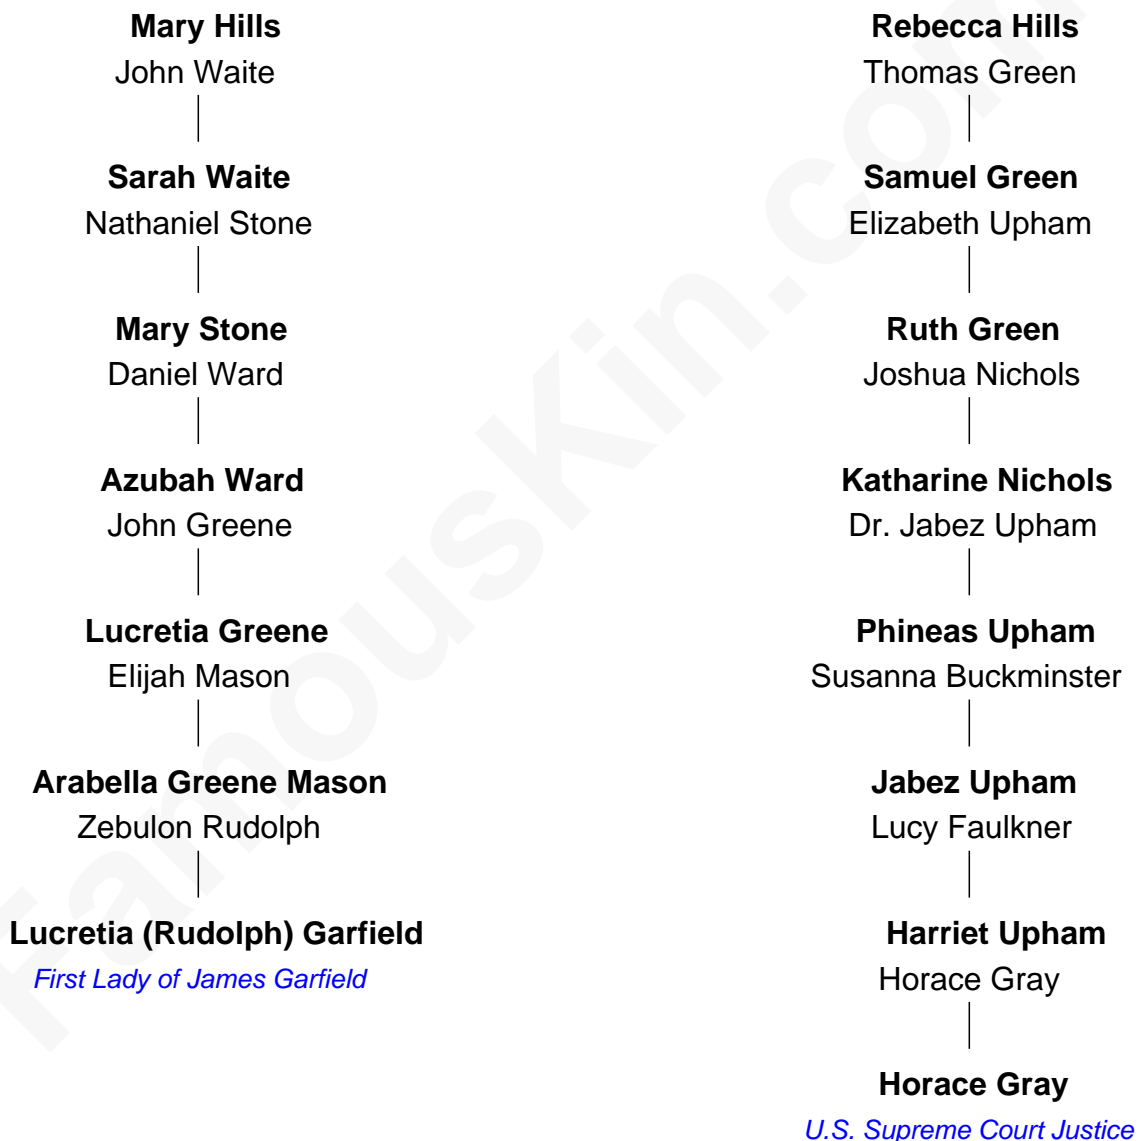 Mary Hills
John Waite
Sarah Waite
Nathaniel Stone
Mary Stone
Daniel Ward
Azubah Ward
John Greene
Lucretia Greene
Elijah Mason
Arabella Greene Mason
Zebulon Rudolph
Lucretia (Rudolph) Garfield
First Lady of James Garfield
Rebecca Hills
Thomas Green
Samuel Green
Elizabeth Upham
Ruth Green
Joshua Nichols
Katharine Nichols
Dr. Jabez Upham
Phineas Upham
Susanna Buckminster
Jabez Upham
Lucy Faulkner
Harriet Upham
Horace Gray
Horace Gray
U.S. Supreme Court Justice
FamousKin.com